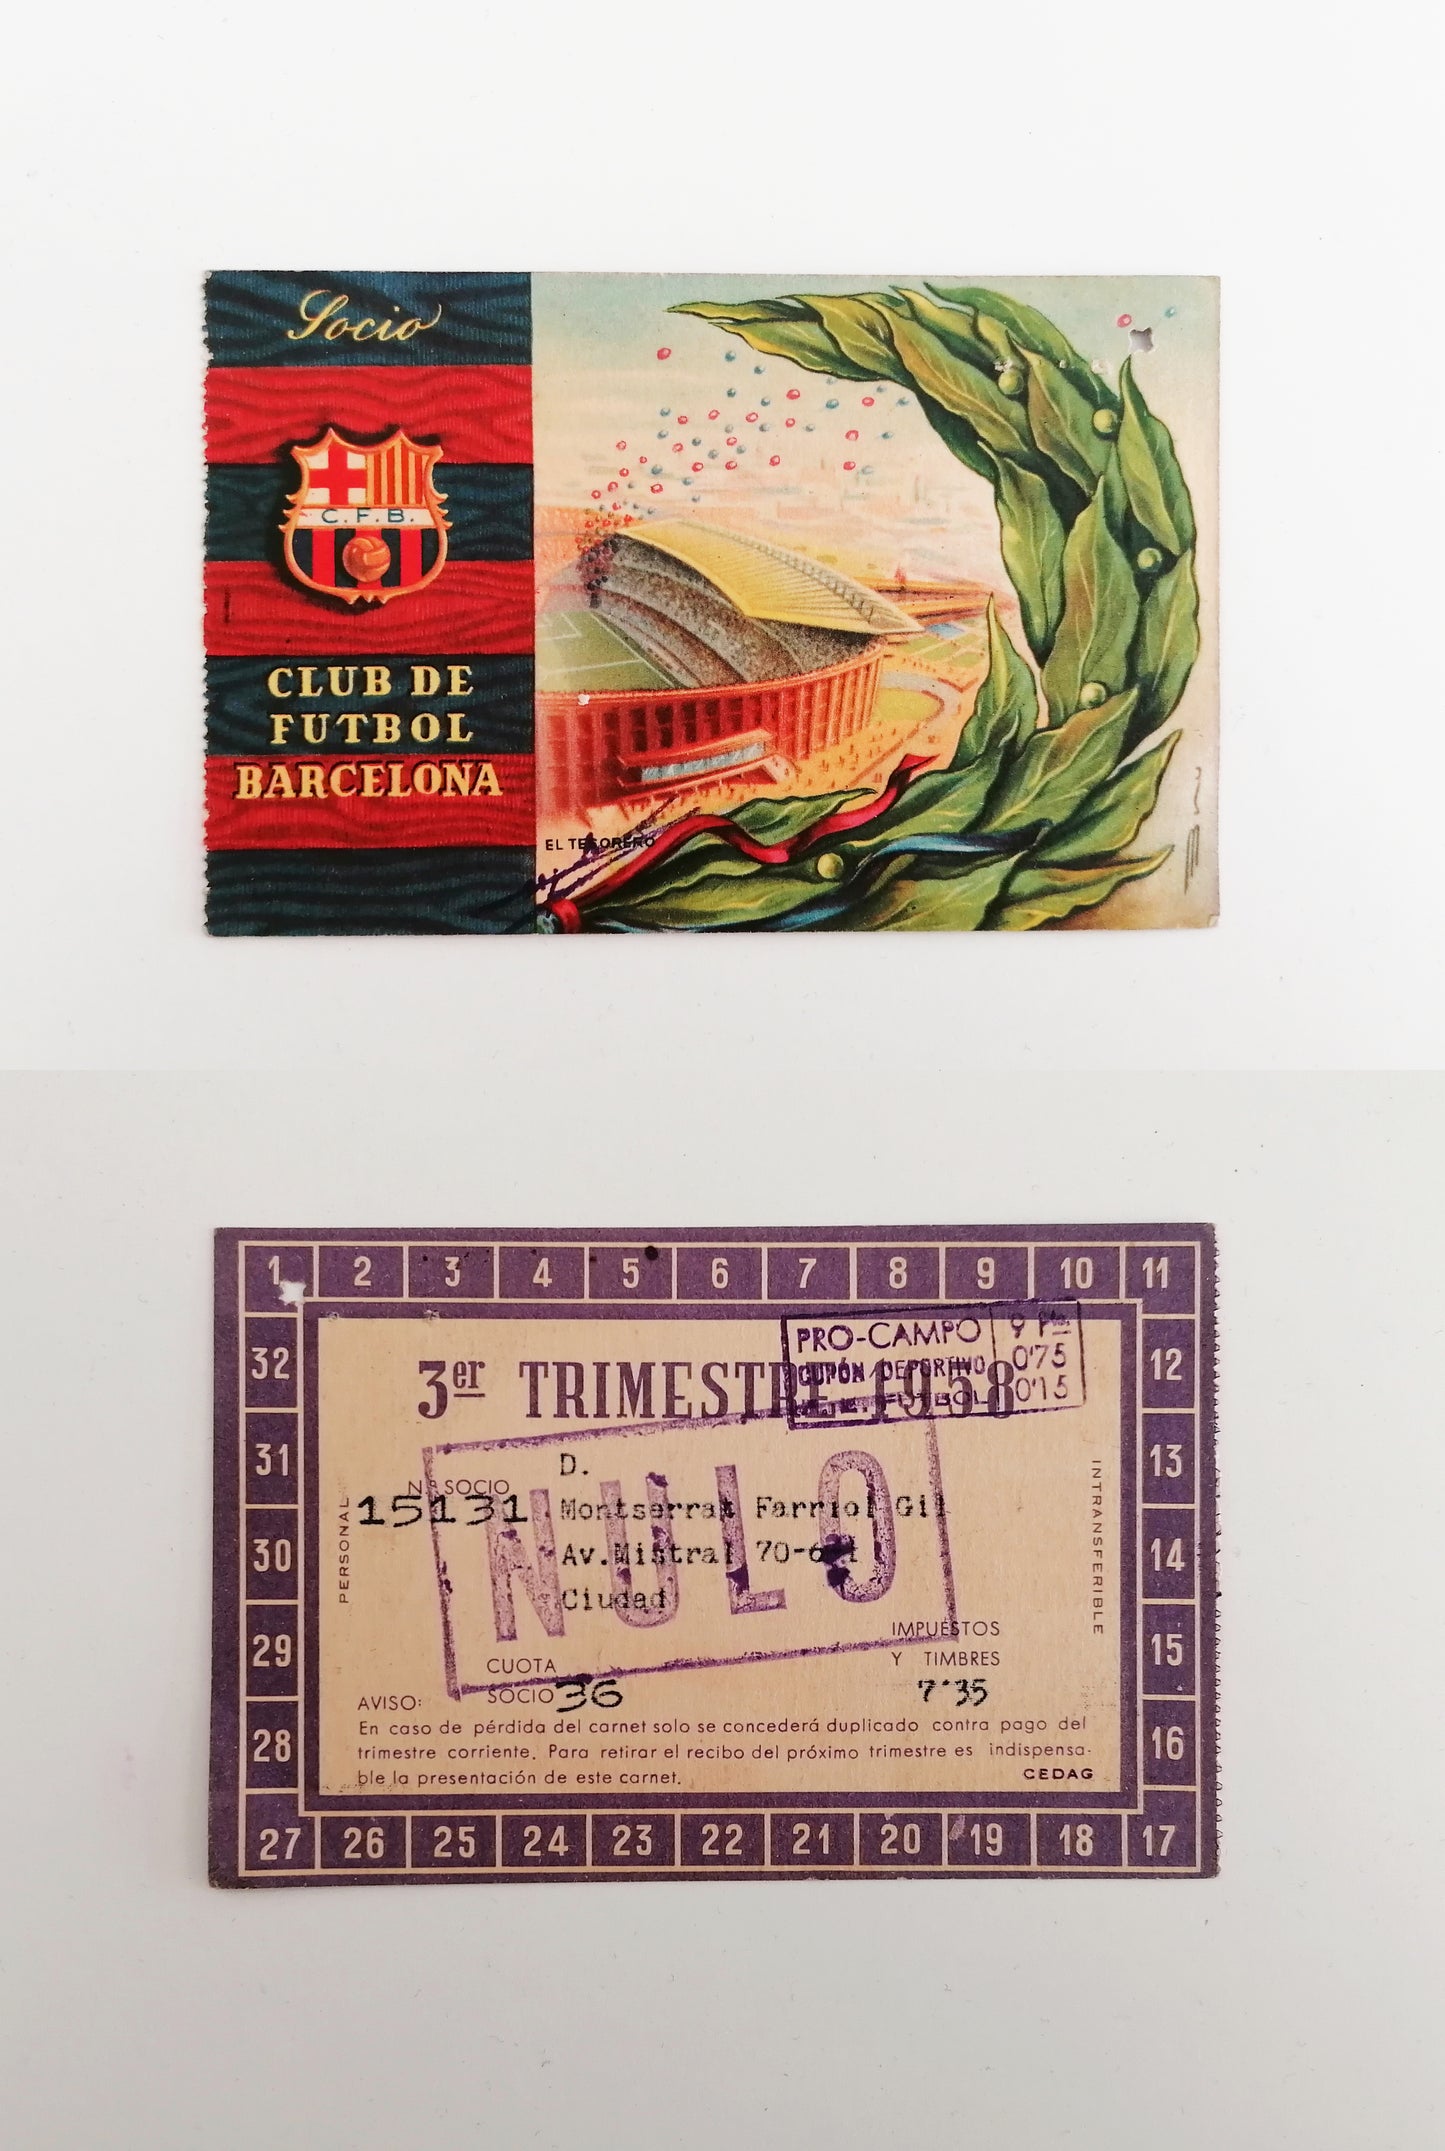 Socio
C.F.B.
CLUB DE
FUTBOL
BARCELONA
EL TESORERO
1 2 3 4 5 6 7 8 9 10 11
32 12
31 13
30 14
29 15
28 16
27 26 25 24 23 22 21 20 19 18 17
PRO-CAMPO 9 Pts.
CUPÓN DEPORTIVO 0'75
FUTBOL 0'15
3er TRIMESTRE 1958
NULO
PERSONAL
INTRANSFERIBLE
D.
N.º SOCIO
15131 Montserrat Farriol Gil
Av.Mistral 70-
Ciudad
IMPUESTOS
Y TIMBRES
7'35
CUOTA
SOCIO 36
AVISO:
En caso de pérdida del carnet solo se concederá duplicado contra pago del
trimestre corriente. Para retirar el recibo del próximo trimestre es indispensa-
ble la presentación de este carnet.
CEDAG